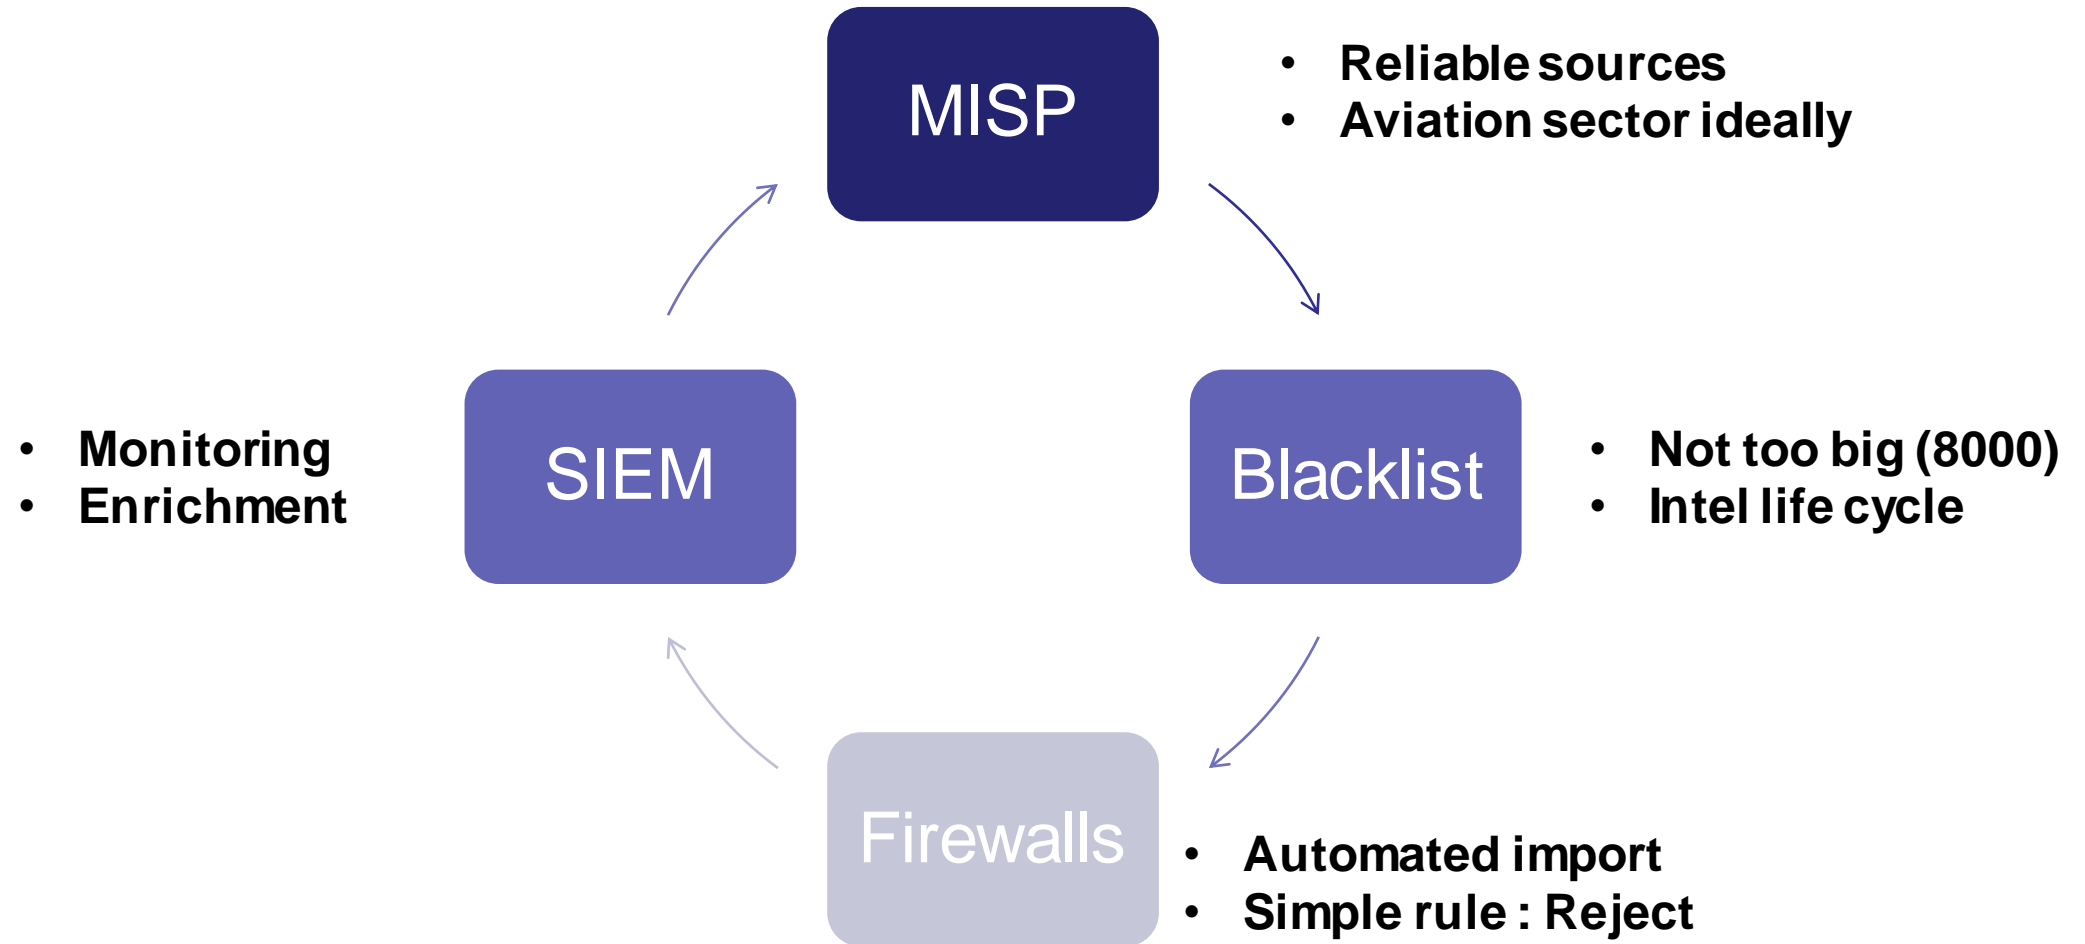 MISP
• Reliable sources
• Aviation sector ideally
• Monitoring
• Enrichment
SIEM
Blacklist
• Not too big (8000)
• Intel life cycle
Firewalls
• Automated import
• Simple rule : Reject